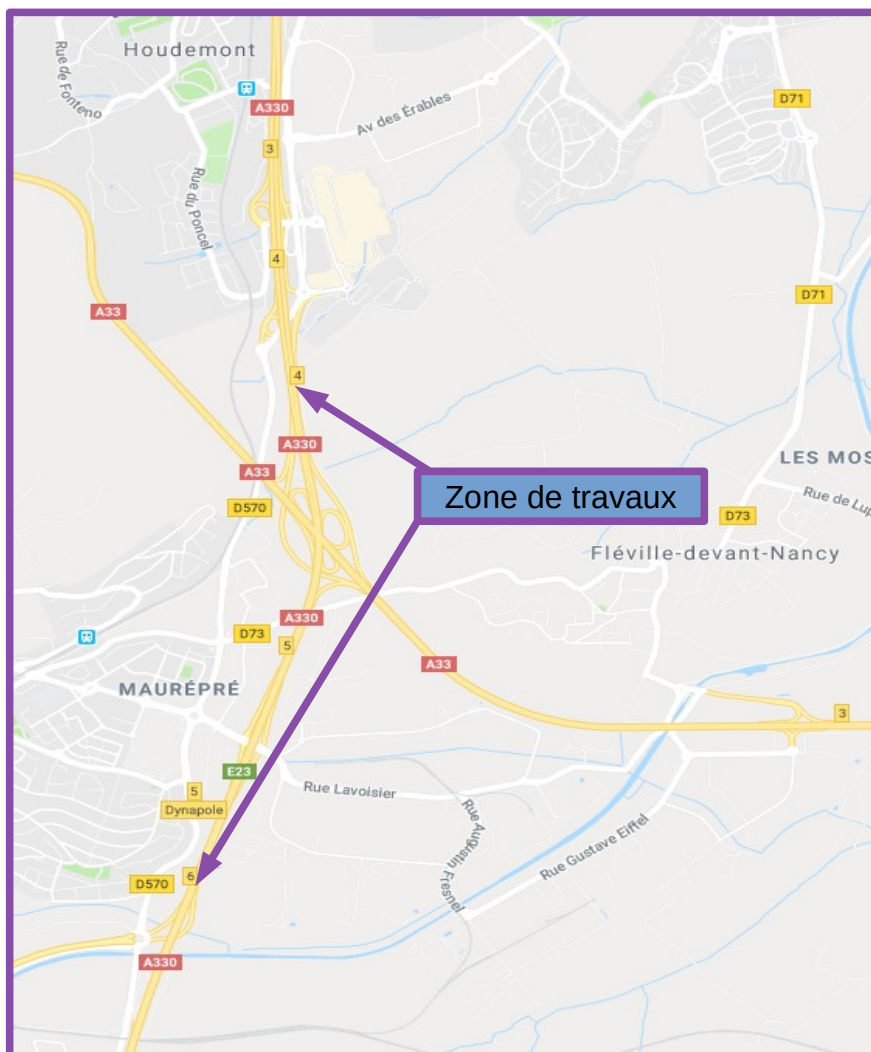 Houdemont
Rue de Fonteno
A330
D71
Av des Érables
3
Rue du Poncel
4
D71
A33
4
A330
LES MOS
A33
Zone de travaux
Rue de Lup
D570
D73
Fléville-devant-Nancy
A330
D73
5
A33
MAURÉPRÉ
3
E23
5
Rue Lavoisier
Dynapole
Rue Augustin
Fresnel
Rue Gustave Eiffel
6
D570
A330